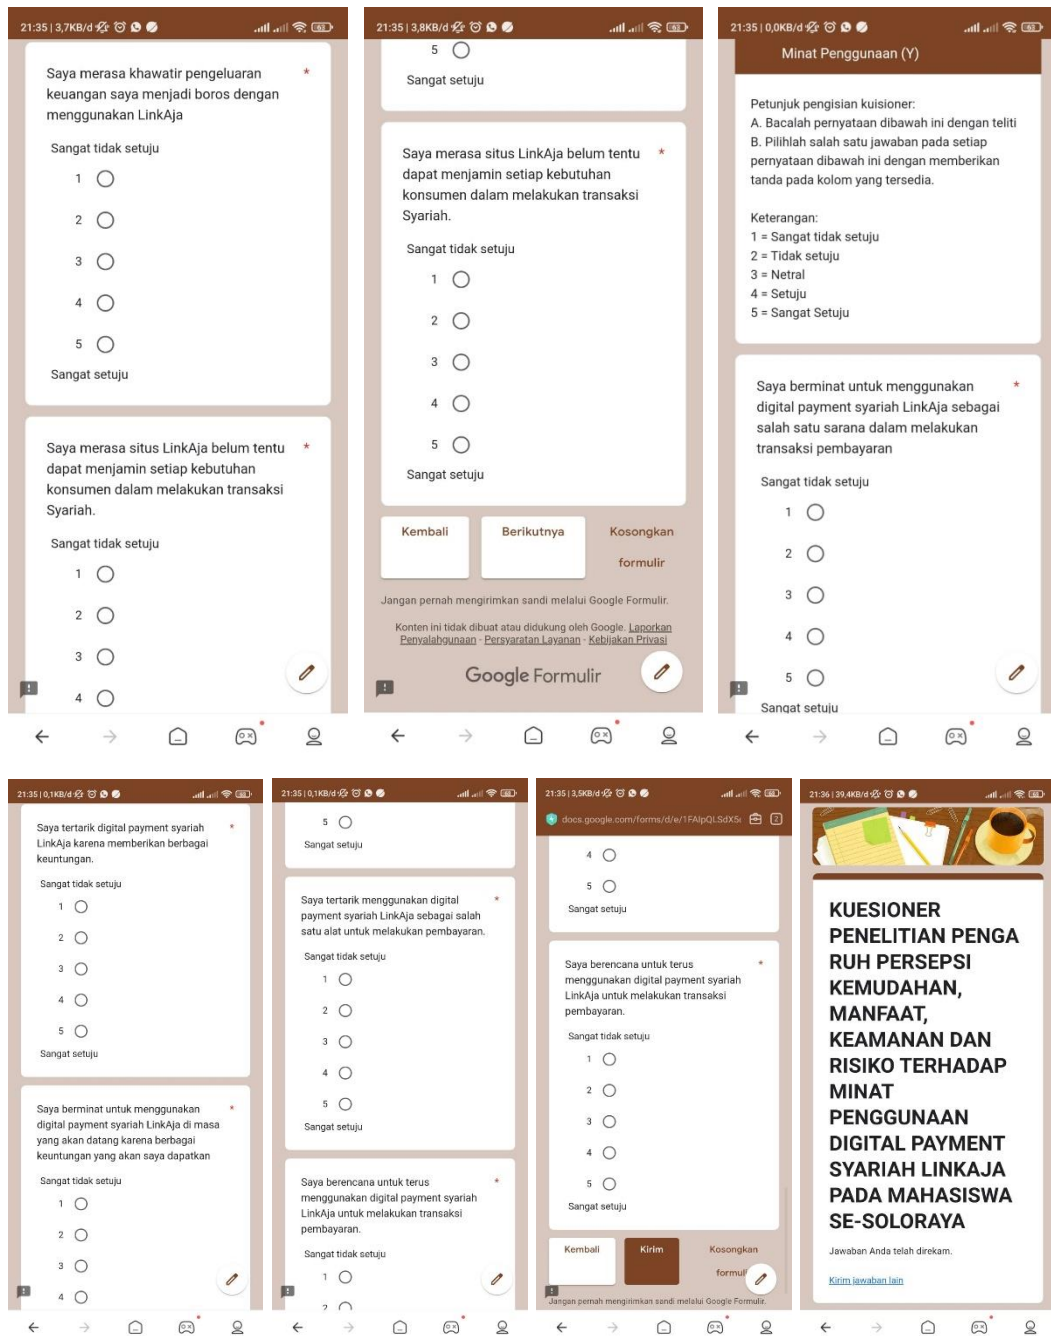 21:35 | 3,7KB/d
63
Saya merasa khawatir pengeluaran *
keuangan saya menjadi boros dengan
menggunakan LinkAja
Sangat tidak setuju
1
2
3
4
5
Sangat setuju
Saya merasa situs LinkAja belum tentu *
dapat menjamin setiap kebutuhan
konsumen dalam melakukan transaksi
Syariah.
Sangat tidak setuju
1
2
3
4
21:35 | 3,8KB/d
63
5
Sangat setuju
Saya merasa situs LinkAja belum tentu *
dapat menjamin setiap kebutuhan
konsumen dalam melakukan transaksi
Syariah.
Sangat tidak setuju
1
2
3
4
5
Sangat setuju
Kembali Berikutnya Kosongkan
formulir
Jangan pernah mengirimkan sandi melalui Google Formulir.
Konten ini tidak dibuat atau didukung oleh Google. Laporkan
Penyalahgunaan - Persyaratan Layanan - Kebijakan Privasi
Google Formulir
21:35 | 0,0KB/d
63
Minat Penggunaan (Y)
Petunjuk pengisian kuisioner:
A. Bacalah pernyataan dibawah ini dengan teliti
B. Pilihlah salah satu jawaban pada setiap
pernyataan dibawah ini dengan memberikan
tanda pada kolom yang tersedia.
Keterangan:
1 = Sangat tidak setuju
2 = Tidak setuju
3 = Netral
4 = Setuju
5 = Sangat Setuju
Saya berminat untuk menggunakan *
digital payment syariah LinkAja sebagai
salah satu sarana dalam melakukan
transaksi pembayaran
Sangat tidak setuju
1
2
3
4
5
Sangat setuju
21:35 | 0,1KB/d
Saya tertarik digital payment syariah *
LinkAja karena memberikan berbagai
keuntungan.
Sangat tidak setuju
1
2
3
4
5
Sangat setuju
Saya berminat untuk menggunakan *
digital payment syariah LinkAja di masa
yang akan datang karena berbagai
keuntungan yang akan saya dapatkan
Sangat tidak setuju
1
2
3
4
21:35 | 0,1KB/d
5
Sangat setuju
Saya tertarik menggunakan digital *
payment syariah LinkAja sebagai salah
satu alat untuk melakukan pembayaran.
Sangat tidak setuju
1
2
3
4
5
Sangat setuju
Saya berencana untuk terus *
menggunakan digital payment syariah
LinkAja untuk melakukan transaksi
pembayaran.
Sangat tidak setuju
1
2
21:35 | 3,5KB/d
docs.google.com/forms/d/e/1FAIpQLSdX5
2
4
5
Sangat setuju
Saya berencana untuk terus *
menggunakan digital payment syariah
LinkAja untuk melakukan transaksi
pembayaran.
Sangat tidak setuju
1
2
3
4
5
Sangat setuju
Kembali Kirim Kosongkan
formul
Jangan pernah mengirimkan sandi melalui Google Formulir.
21:36 | 39,4KB/d
KUESIONER
PENELITIAN PENGA
RUH PERSEPSI
KEMUDAHAN,
MANFAAT,
KEAMANAN DAN
RISIKO TERHADAP
MINAT
PENGGUNAAN
DIGITAL PAYMENT
SYARIAH LINKAJA
PADA MAHASISWA
SE-SOLORAYA
Jawaban Anda telah direkam.
Kirim jawaban lain